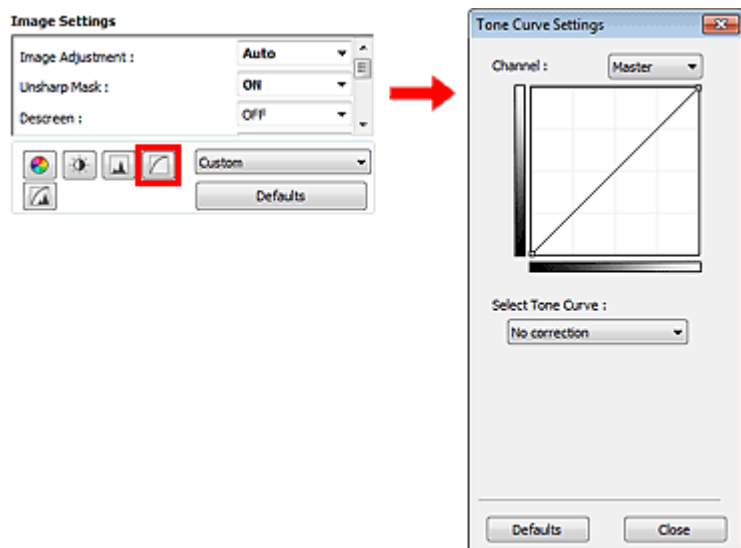 Image Settings
Image Adjustment :
Auto
Unsharp Mask :
ON
Descreen :
OFF
Custom
Defaults
Tone Curve Settings
Channel :
Master
Select Tone Curve :
No correction
Defaults
Close